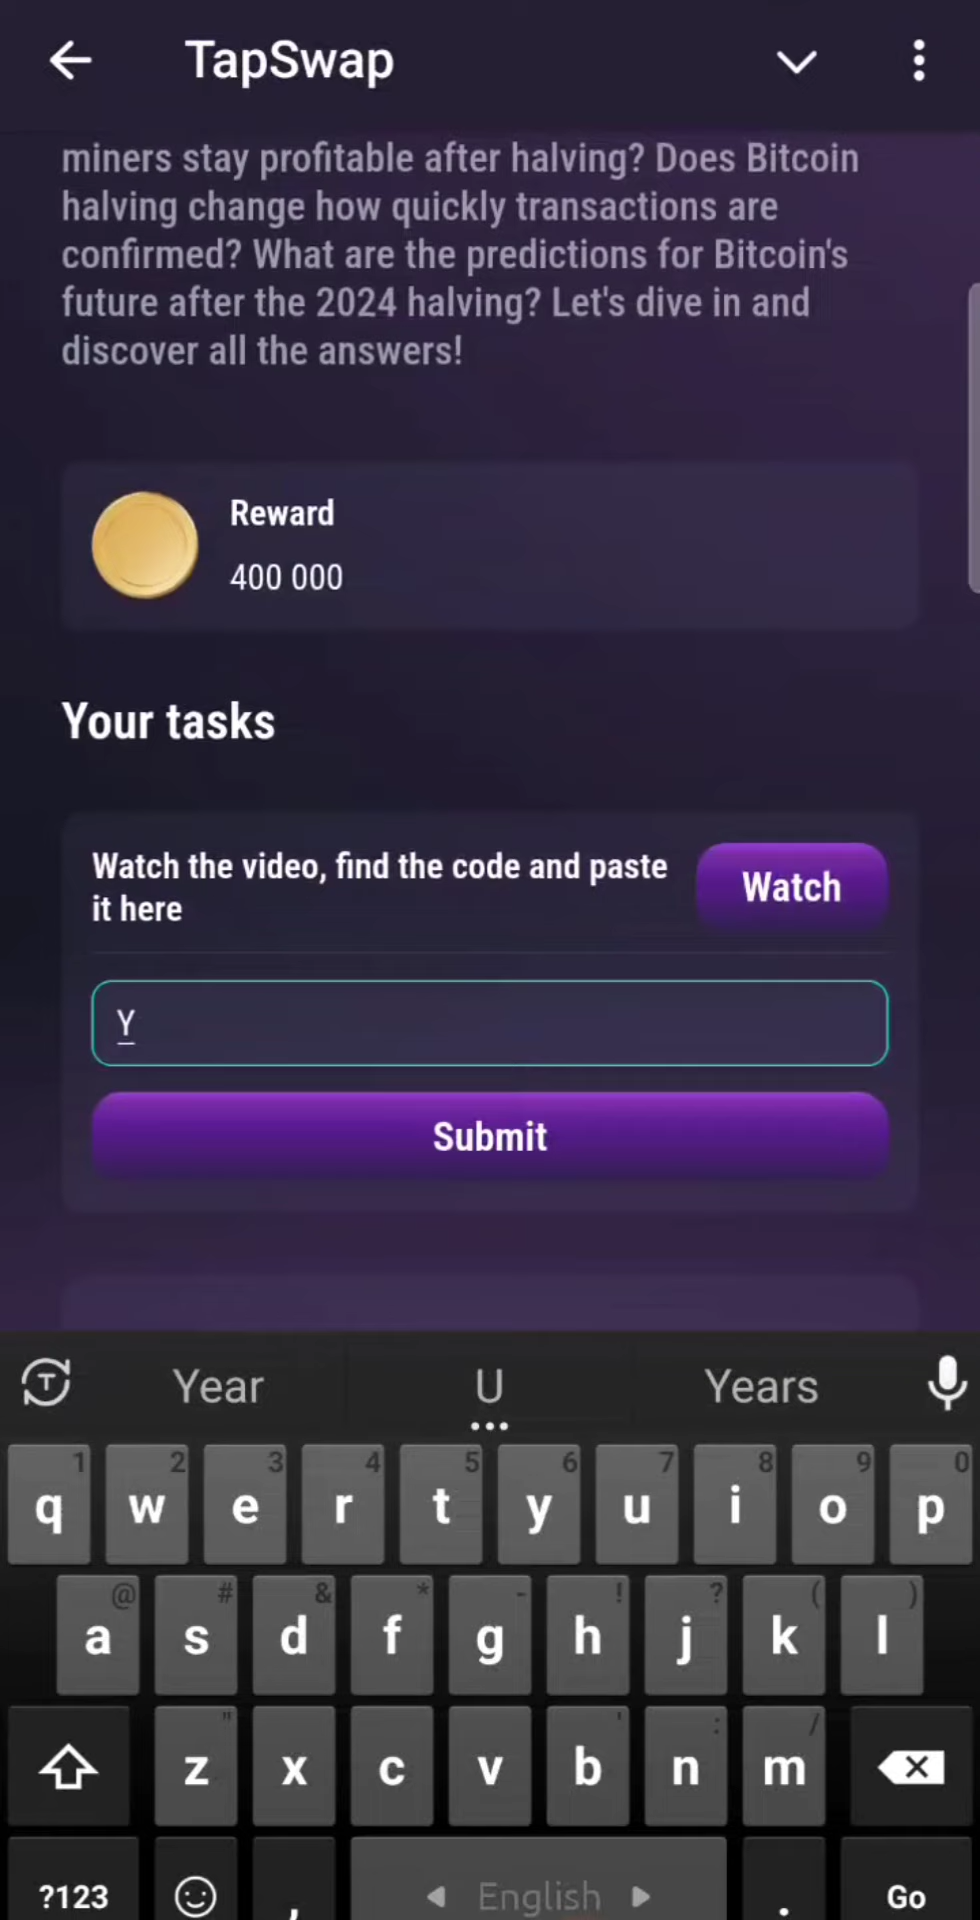 TapSwap
miners stay profitable after halving? Does Bitcoin
halving change how quickly transactions are
confirmed? What are the predictions for Bitcoin's
future after the 2024 halving? Let's dive in and
discover all the answers!
Reward
400 000
Your tasks
Watch the video, find the code and paste
it here
Watch
Y
Submit
Year U Years
1 2 3 4 5 6 7 8 9 0
q w e r t y u i o p
@ # & * - ! ? ( )
a s d f g h j k l
" ' : /
z x c v b n m
?123 , English . Go